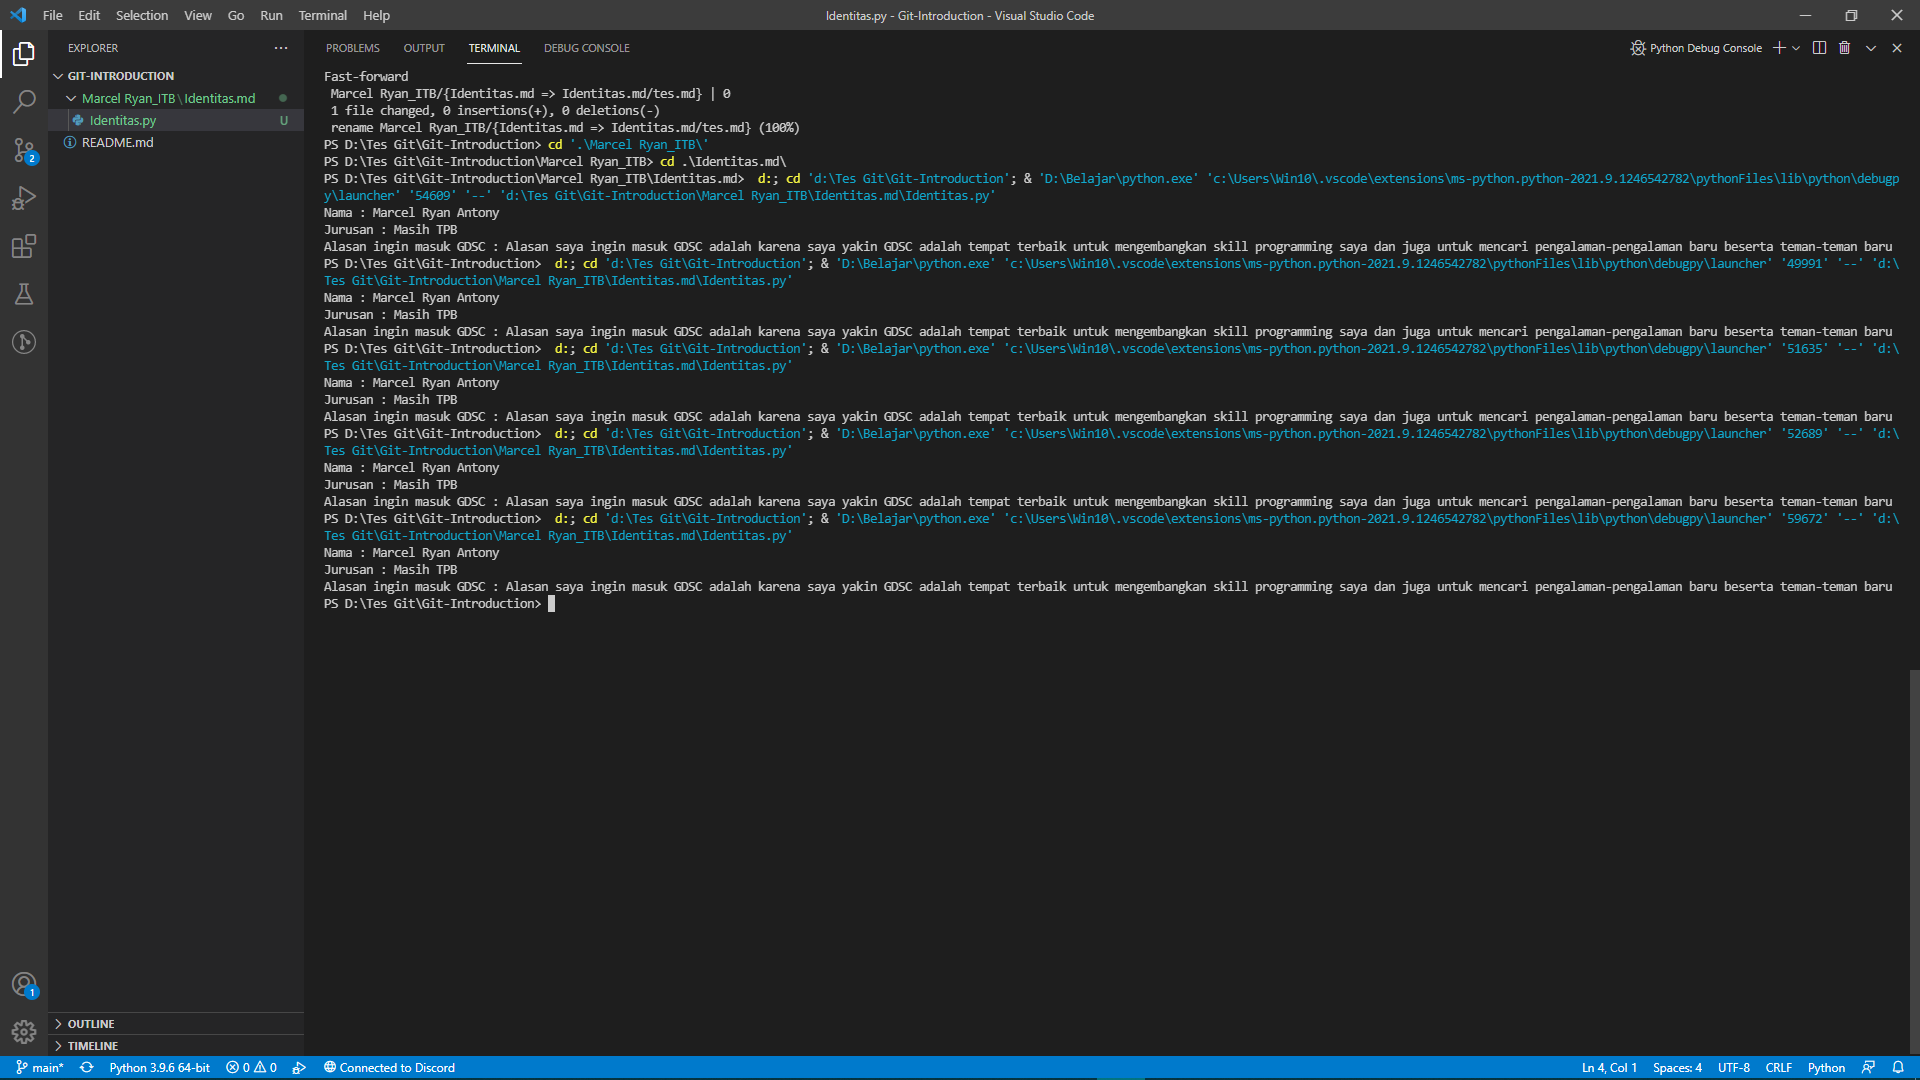 File Edit Selection View Go Run Terminal Help
Identitas.py - Git-Introduction - Visual Studio Code
EXPLORER
GIT-INTRODUCTION
Marcel Ryan_ITB \ Identitas.md
Identitas.py U
README.md
2
1
OUTLINE
TIMELINE
PROBLEMS OUTPUT TERMINAL DEBUG CONSOLE
Python Debug Console
Fast-forward
Marcel Ryan_ITB/{Identitas.md => Identitas.md/tes.md} | 0
1 file changed, 0 insertions(+), 0 deletions(-)
rename Marcel Ryan_ITB/{Identitas.md => Identitas.md/tes.md} (100%)
PS D:\Tes Git\Git-Introduction> cd '.\Marcel Ryan_ITB\'
PS D:\Tes Git\Git-Introduction\Marcel Ryan_ITB> cd .\Identitas.md\
PS D:\Tes Git\Git-Introduction\Marcel Ryan_ITB\Identitas.md>  d:; cd 'd:\Tes Git\Git-Introduction'; & 'D:\Belajar\python.exe' 'c:\Users\Win10\.vscode\extensions\ms-python.python-2021.9.1246542782\pythonFiles\lib\python\debugp
y\launcher' '54609' '--' 'd:\Tes Git\Git-Introduction\Marcel Ryan_ITB\Identitas.md\Identitas.py'
Nama : Marcel Ryan Antony
Jurusan : Masih TPB
Alasan ingin masuk GDSC : Alasan saya ingin masuk GDSC adalah karena saya yakin GDSC adalah tempat terbaik untuk mengembangkan skill programming saya dan juga untuk mencari pengalaman-pengalaman baru beserta teman-teman baru
PS D:\Tes Git\Git-Introduction>  d:; cd 'd:\Tes Git\Git-Introduction'; & 'D:\Belajar\python.exe' 'c:\Users\Win10\.vscode\extensions\ms-python.python-2021.9.1246542782\pythonFiles\lib\python\debugpy\launcher' '49991' '--' 'd:\
Tes Git\Git-Introduction\Marcel Ryan_ITB\Identitas.md\Identitas.py'
Nama : Marcel Ryan Antony
Jurusan : Masih TPB
Alasan ingin masuk GDSC : Alasan saya ingin masuk GDSC adalah karena saya yakin GDSC adalah tempat terbaik untuk mengembangkan skill programming saya dan juga untuk mencari pengalaman-pengalaman baru beserta teman-teman baru
PS D:\Tes Git\Git-Introduction>  d:; cd 'd:\Tes Git\Git-Introduction'; & 'D:\Belajar\python.exe' 'c:\Users\Win10\.vscode\extensions\ms-python.python-2021.9.1246542782\pythonFiles\lib\python\debugpy\launcher' '51635' '--' 'd:\
Tes Git\Git-Introduction\Marcel Ryan_ITB\Identitas.md\Identitas.py'
Nama : Marcel Ryan Antony
Jurusan : Masih TPB
Alasan ingin masuk GDSC : Alasan saya ingin masuk GDSC adalah karena saya yakin GDSC adalah tempat terbaik untuk mengembangkan skill programming saya dan juga untuk mencari pengalaman-pengalaman baru beserta teman-teman baru
PS D:\Tes Git\Git-Introduction>  d:; cd 'd:\Tes Git\Git-Introduction'; & 'D:\Belajar\python.exe' 'c:\Users\Win10\.vscode\extensions\ms-python.python-2021.9.1246542782\pythonFiles\lib\python\debugpy\launcher' '52689' '--' 'd:\
Tes Git\Git-Introduction\Marcel Ryan_ITB\Identitas.md\Identitas.py'
Nama : Marcel Ryan Antony
Jurusan : Masih TPB
Alasan ingin masuk GDSC : Alasan saya ingin masuk GDSC adalah karena saya yakin GDSC adalah tempat terbaik untuk mengembangkan skill programming saya dan juga untuk mencari pengalaman-pengalaman baru beserta teman-teman baru
PS D:\Tes Git\Git-Introduction>  d:; cd 'd:\Tes Git\Git-Introduction'; & 'D:\Belajar\python.exe' 'c:\Users\Win10\.vscode\extensions\ms-python.python-2021.9.1246542782\pythonFiles\lib\python\debugpy\launcher' '59672' '--' 'd:\
Tes Git\Git-Introduction\Marcel Ryan_ITB\Identitas.md\Identitas.py'
Nama : Marcel Ryan Antony
Jurusan : Masih TPB
Alasan ingin masuk GDSC : Alasan saya ingin masuk GDSC adalah karena saya yakin GDSC adalah tempat terbaik untuk mengembangkan skill programming saya dan juga untuk mencari pengalaman-pengalaman baru beserta teman-teman baru
PS D:\Tes Git\Git-Introduction>
main* Python 3.9.6 64-bit 0 0 Connected to Discord Ln 4, Col 1 Spaces: 4 UTF-8 CRLF Python